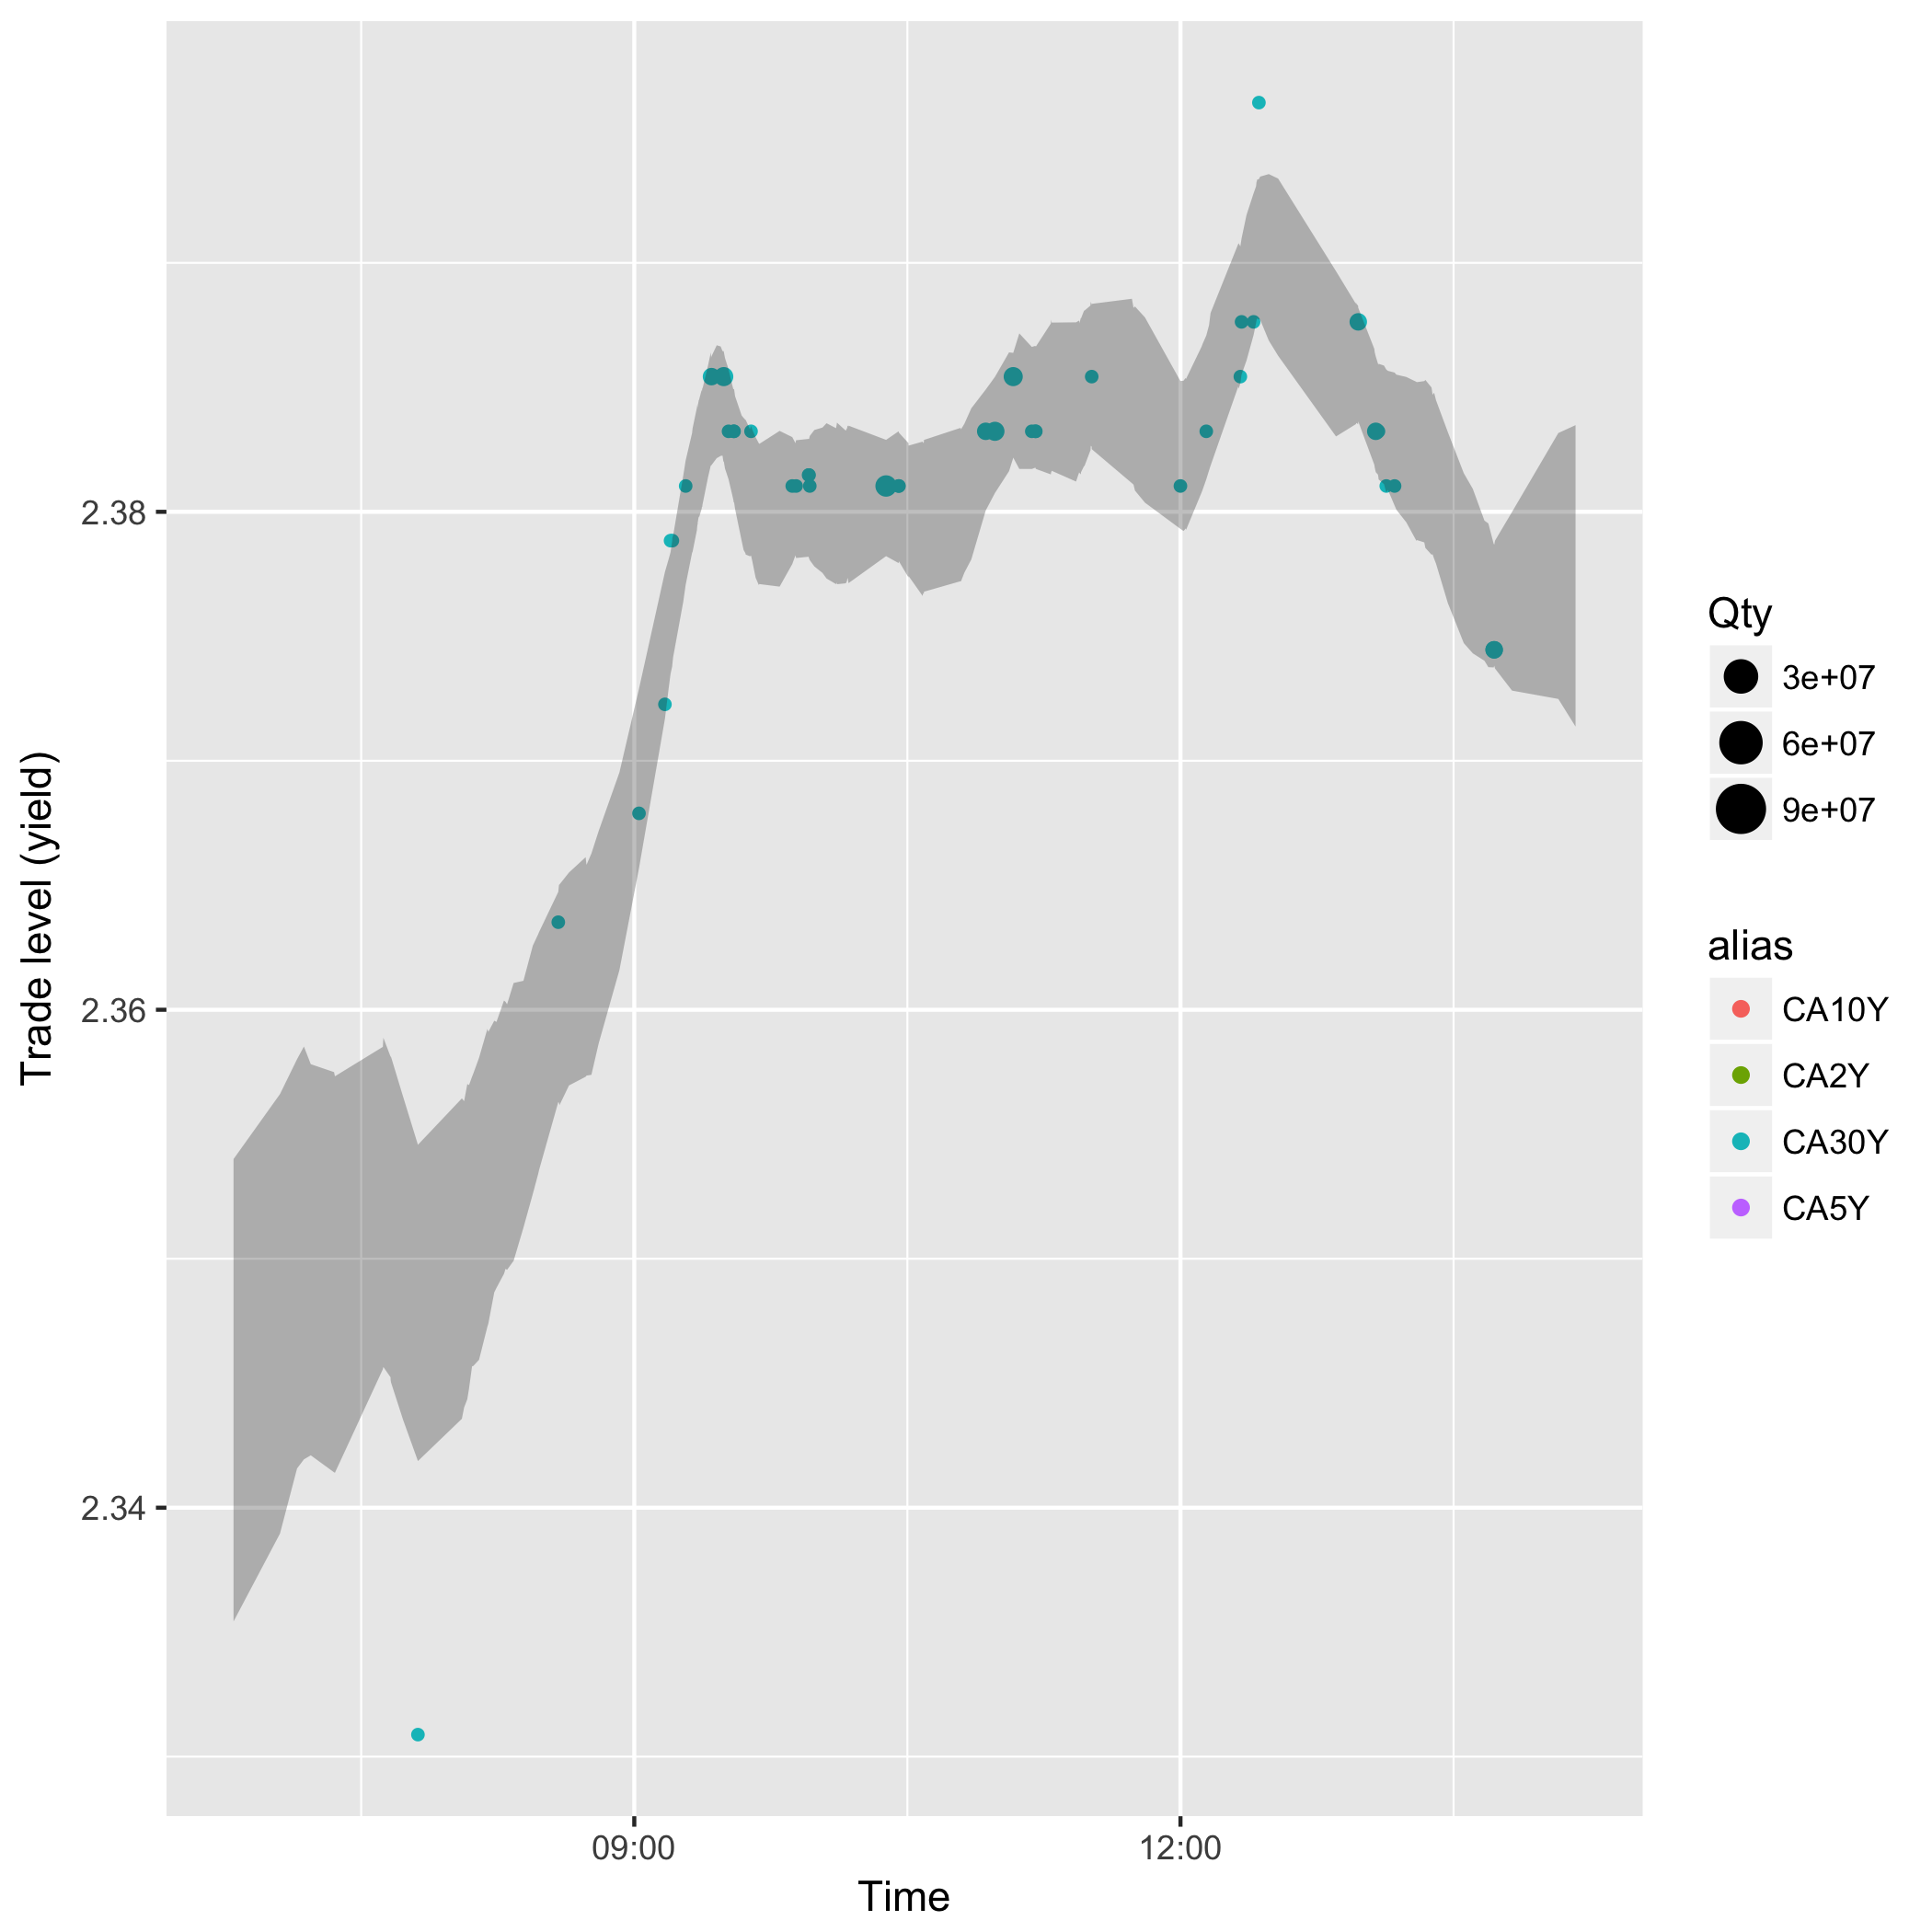 Trade level (yield)
2.38
2.36
2.34
09:00
12:00
Time
Qty
3e+07
6e+07
9e+07
alias
CA10Y
CA2Y
CA30Y
CA5Y